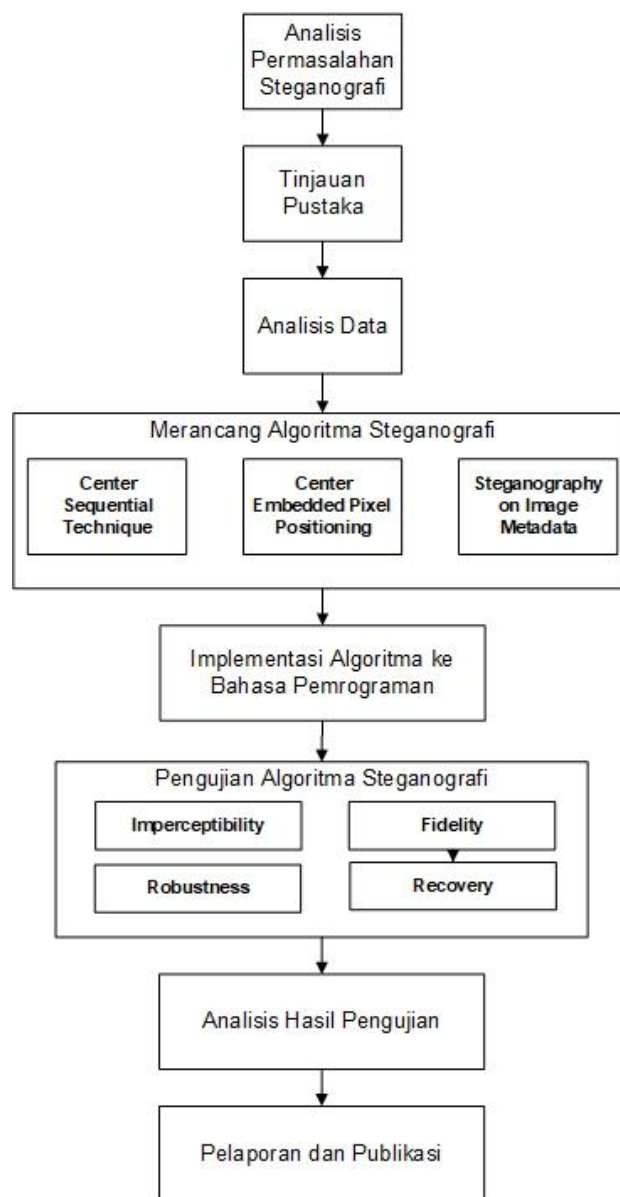 Analisis
Permasalahan
Steganografi
Tinjauan
Pustaka
Analisis Data
Merancang Algoritma Steganografi
Center
Sequential
Technique
Center
Embedded Pixel
Positioning
Steganography
on Image
Metadata
Implementasi Algoritma ke
Bahasa Pemrograman
Pengujian Algoritma Steganografi
Imperceptibility
Fidelity
Robustness
Recovery
Analisis Hasil Pengujian
Pelaporan dan Publikasi